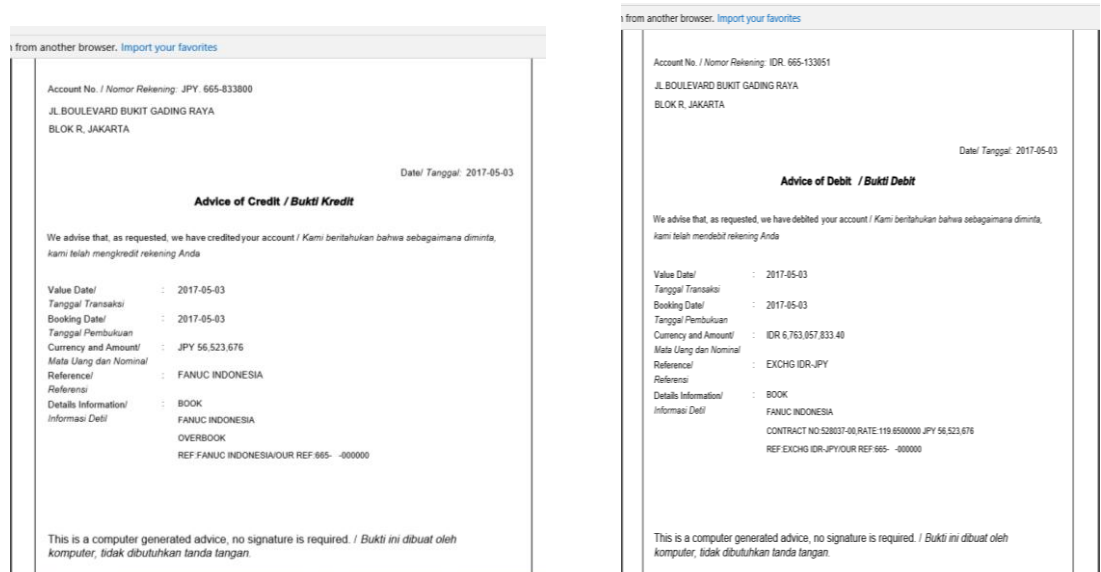 n from another browser. Import your favorites
Account No. / Nomor Rekening: JPY. 665-833800
JL.BOULEVARD BUKIT GADING RAYA
BLOK R, JAKARTA
Date/ Tanggal: 2017-05-03
Advice of Credit / Bukti Kredit
We advise that, as requested, we have credited your account / Kami beritahukan bahwa sebagaimana diminta,
kami telah mengkredit rekening Anda
Value Date/ : 2017-05-03
Tanggal Transaksi
Booking Date/ : 2017-05-03
Tanggal Pembukuan
Currency and Amount/ : JPY 56,523,676
Mata Uang dan Nominal
Reference/ : FANUC INDONESIA
Referensi
Details Information/ : BOOK
Informasi Detil FANUC INDONESIA
OVERBOOK
REF:FANUC INDONESIA/OUR REF:665- -000000
This is a computer generated advice, no signature is required. / Bukti ini dibuat oleh
komputer, tidak dibutuhkan tanda tangan.
from another browser. Import your favorites
Account No. / Nomor Rekening: IDR. 665-133051
JL.BOULEVARD BUKIT GADING RAYA
BLOK R, JAKARTA
Date/ Tanggal: 2017-05-03
Advice of Debit / Bukti Debit
We advise that, as requested, we have debited your account / Kami beritahukan bahwa sebagaimana diminta,
kami telah mendebit rekening Anda
Value Date/ : 2017-05-03
Tanggal Transaksi
Booking Date/ : 2017-05-03
Tanggal Pembukuan
Currency and Amount/ : IDR 6,763,057,833.40
Mata Uang dan Nominal
Reference/ : EXCHG IDR-JPY
Referensi
Details Information/ : BOOK
Informasi Detil FANUC INDONESIA
CONTRACT NO:528037-00,RATE:119.6500000 JPY 56,523,676
REF:EXCHG IDR-JPY/OUR REF:665- -000000
This is a computer generated advice, no signature is required. / Bukti ini dibuat oleh
komputer, tidak dibutuhkan tanda tangan.